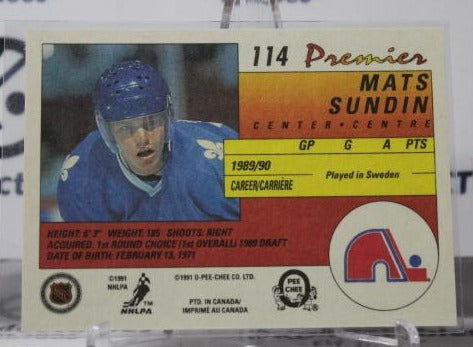 114 Premier
MATS
SUNDIN
CENTER • CENTRE
GP G A PTS
1989/90
CAREER/CARRIÈRE
Played in Sweden
HEIGHT: 6' 3" WEIGHT: 185 SHOOTS: RIGHT
ACQUIRED: 1st ROUND CHOICE (1st OVERALL) 1989 DRAFT
DATE OF BIRTH: FEBRUARY 13, 1971
©1991
NHLPA
NHLPA
TM
©1991 O-PEE-CHEE CO. LTD.
PTD. IN CANADA/
IMPRIMÉ AU CANADA
O
PEE
CHEE